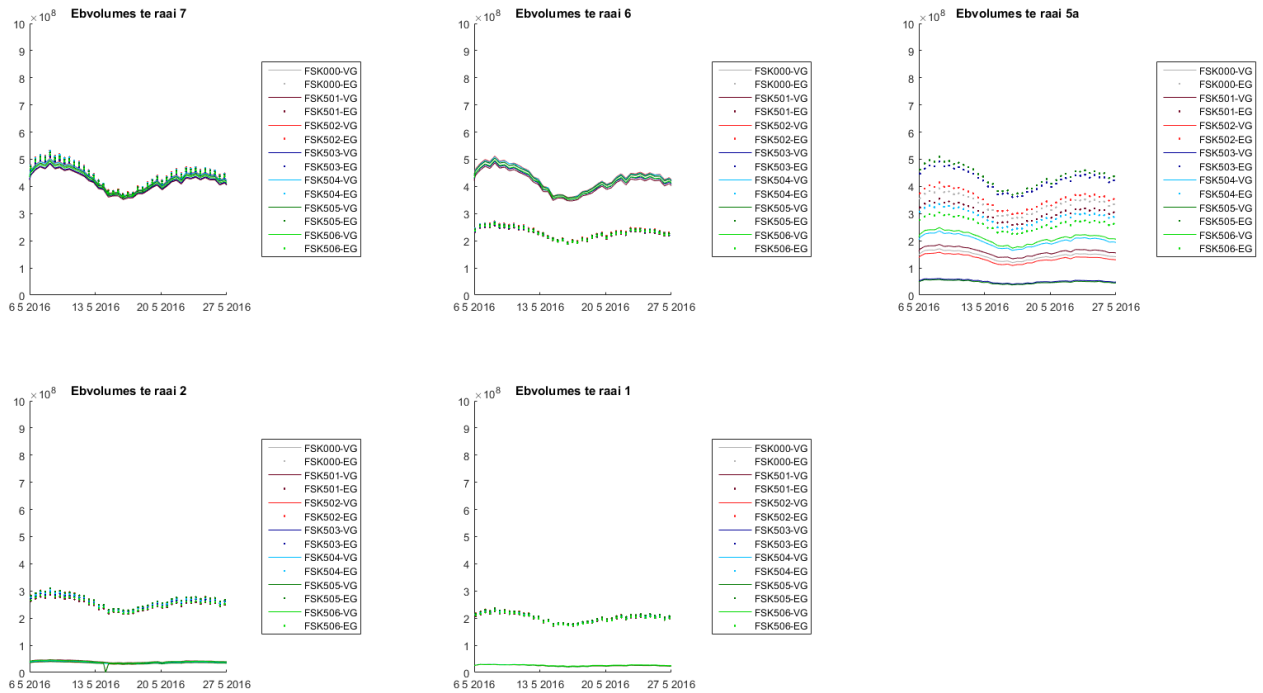 Ebvolumes te raai 7
×10^8
10
9
8
7
6
5
4
3
2
1
0
6 5 2016 13 5 2016 20 5 2016 27 5 2016
FSK000-VG
FSK000-EG
FSK501-VG
FSK501-EG
FSK502-VG
FSK502-EG
FSK503-VG
FSK503-EG
FSK504-VG
FSK504-EG
FSK505-VG
FSK505-EG
FSK506-VG
FSK506-EG
Ebvolumes te raai 6
×10^8
10
9
8
7
6
5
4
3
2
1
0
6 5 2016 13 5 2016 20 5 2016 27 5 2016
FSK000-VG
FSK000-EG
FSK501-VG
FSK501-EG
FSK502-VG
FSK502-EG
FSK503-VG
FSK503-EG
FSK504-VG
FSK504-EG
FSK505-VG
FSK505-EG
FSK506-VG
FSK506-EG
Ebvolumes te raai 5a
×10^8
10
9
8
7
6
5
4
3
2
1
0
6 5 2016 13 5 2016 20 5 2016 27 5 2016
FSK000-VG
FSK000-EG
FSK501-VG
FSK501-EG
FSK502-VG
FSK502-EG
FSK503-VG
FSK503-EG
FSK504-VG
FSK504-EG
FSK505-VG
FSK505-EG
FSK506-VG
FSK506-EG
Ebvolumes te raai 2
×10^8
10
9
8
7
6
5
4
3
2
1
0
6 5 2016 13 5 2016 20 5 2016 27 5 2016
FSK000-VG
FSK000-EG
FSK501-VG
FSK501-EG
FSK502-VG
FSK502-EG
FSK503-VG
FSK503-EG
FSK504-VG
FSK504-EG
FSK505-VG
FSK505-EG
FSK506-VG
FSK506-EG
Ebvolumes te raai 1
×10^8
10
9
8
7
6
5
4
3
2
1
0
6 5 2016 13 5 2016 20 5 2016 27 5 2016
FSK000-VG
FSK000-EG
FSK501-VG
FSK501-EG
FSK502-VG
FSK502-EG
FSK503-VG
FSK503-EG
FSK504-VG
FSK504-EG
FSK505-VG
FSK505-EG
FSK506-VG
FSK506-EG